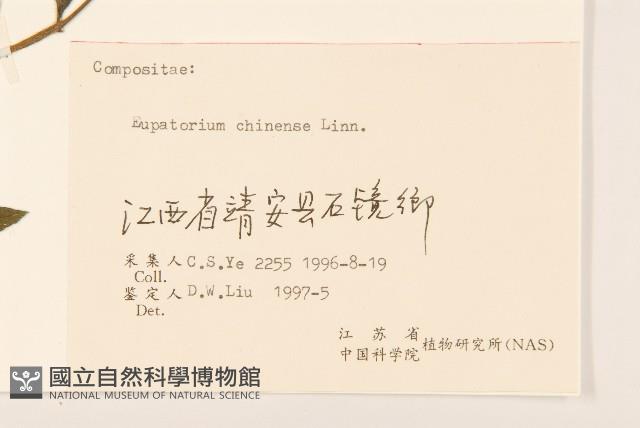 Compositae:
Eupatorium chinense Linn.
江西省靖安县石镜鄉
采集人 C.S.Ye 2255 1996-8-19
Coll.
鉴定人 D.W.Liu 1997-5
Det.
江苏省
中国科学院 植物研究所(NAS)
國立自然科學博物館
NATIONAL MUSEUM OF NATURAL SCIENCE